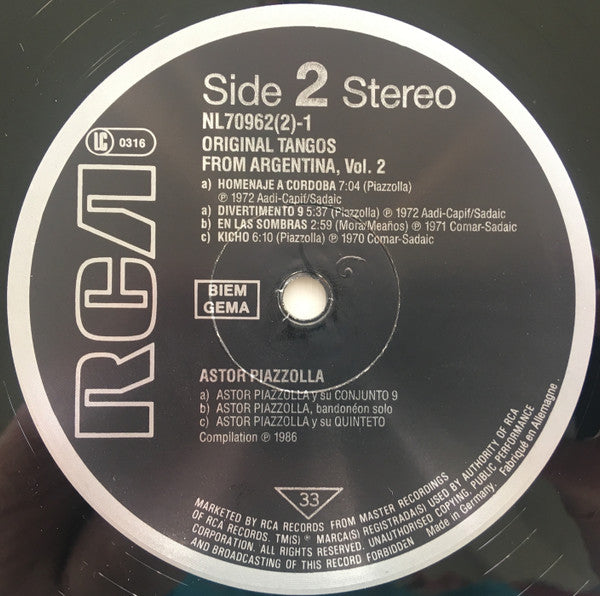 Side 2 Stereo
NL70962(2)-1
ORIGINAL TANGOS
FROM ARGENTINA, Vol. 2
a) HOMENAJE A CORDOBA 7:04 (Piazzolla)
℗ 1972 Aadi-Capif/Sadaic
a) DIVERTIMENTO 9 5:37 (Piazzolla) ℗ 1972 Aadi-Capif/Sadaic
b) EN LAS SOMBRAS 2:59 (Mora/Meaños) ℗ 1971 Comar-Sadaic
c) KICHO 6:10 (Piazzolla) ℗ 1970 Comar-Sadaic
LC 0316
RCA
BIEM
GEMA
ASTOR PIAZZOLLA
a) ASTOR PIAZZOLLA y su CONJUNTO 9
b) ASTOR PIAZZOLLA, bandonéon solo
c) ASTOR PIAZZOLLA y su QUINTETO
Compilation ℗ 1986
33
MARKETED BY RCA RECORDS FROM MASTER RECORDINGS
OF RCA RECORDS. TM(S) ® MARCA(S) REGISTRADA(S) USED BY AUTHORITY OF RCA
ALL RIGHTS RESERVED. UNAUTHORISED COPYING, PUBLIC PERFORMANCE
AND BROADCASTING OF THIS RECORD FORBIDDEN
Made in Germany. Fabriqué en Allemagne.